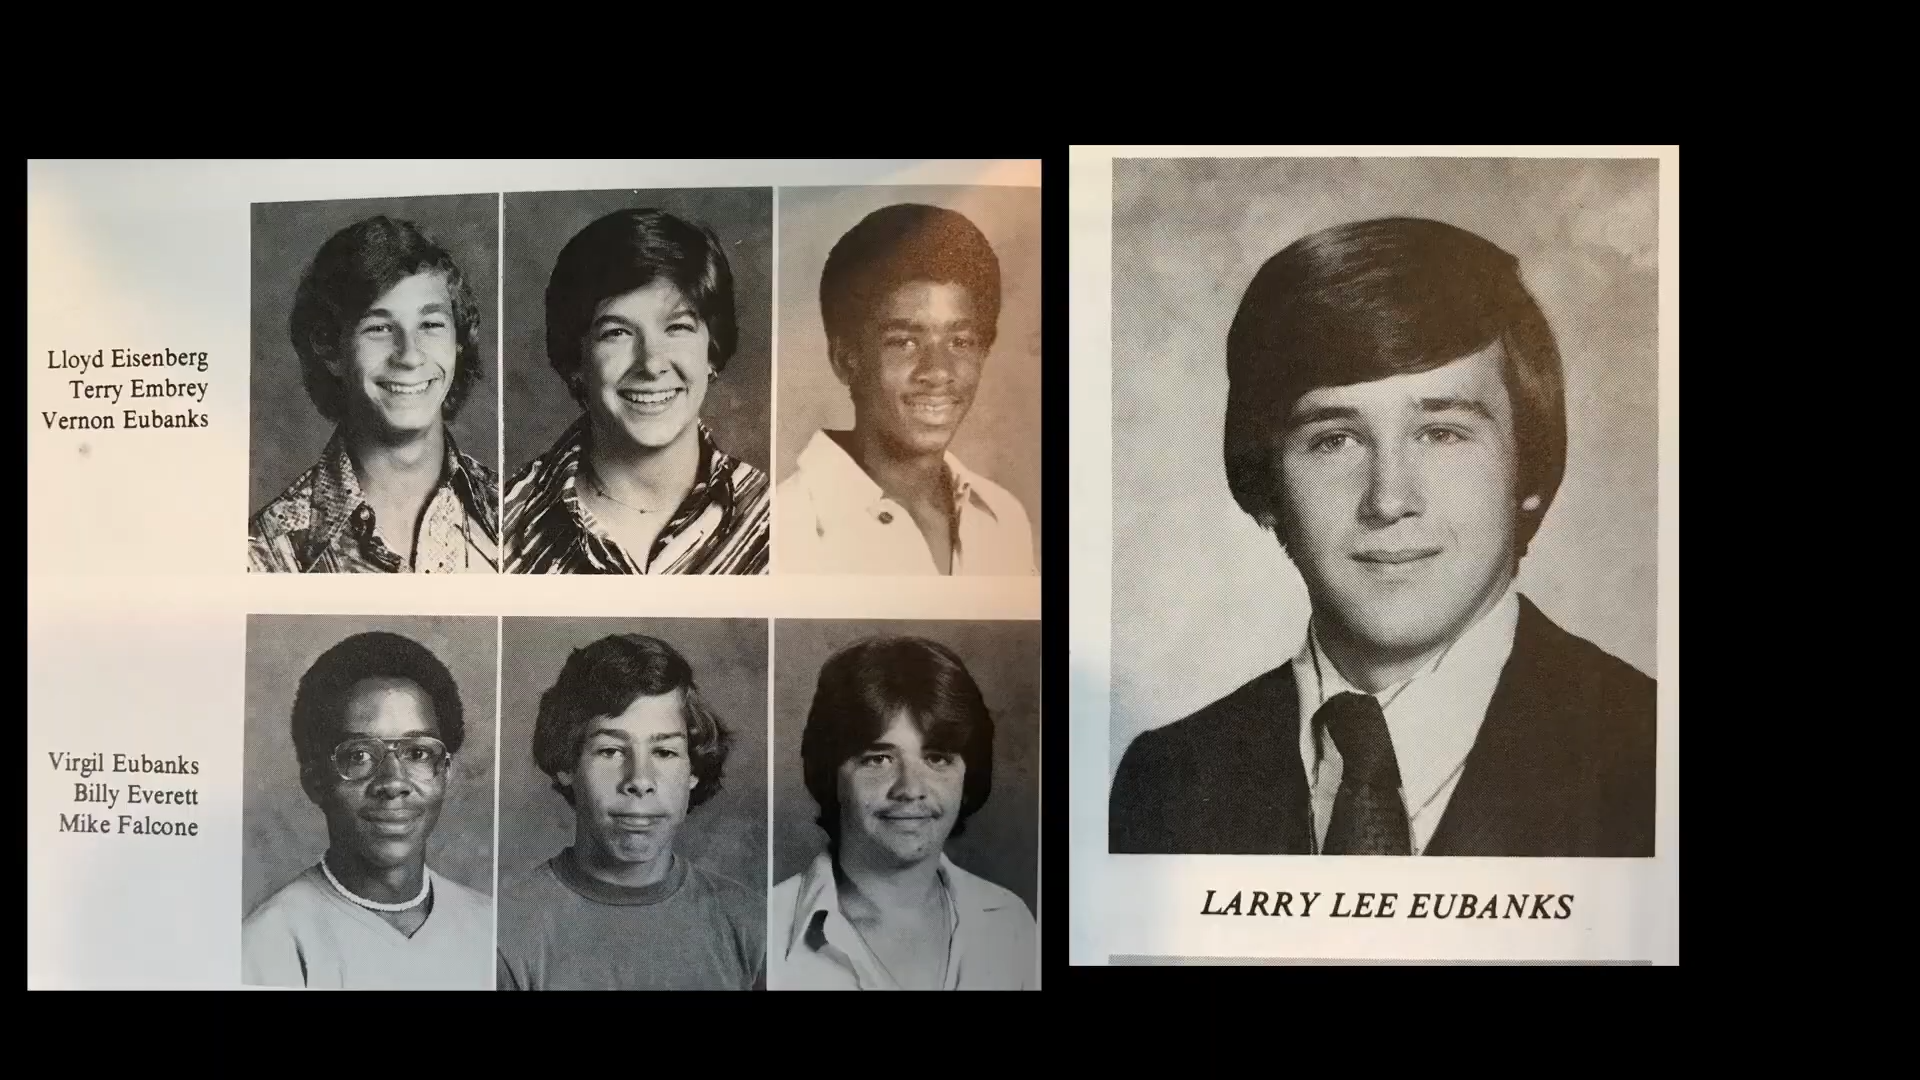 Lloyd Eisenberg
Terry Embrey
Vernon Eubanks
Virgil Eubanks
Billy Everett
Mike Falcone
LARRY LEE EUBANKS